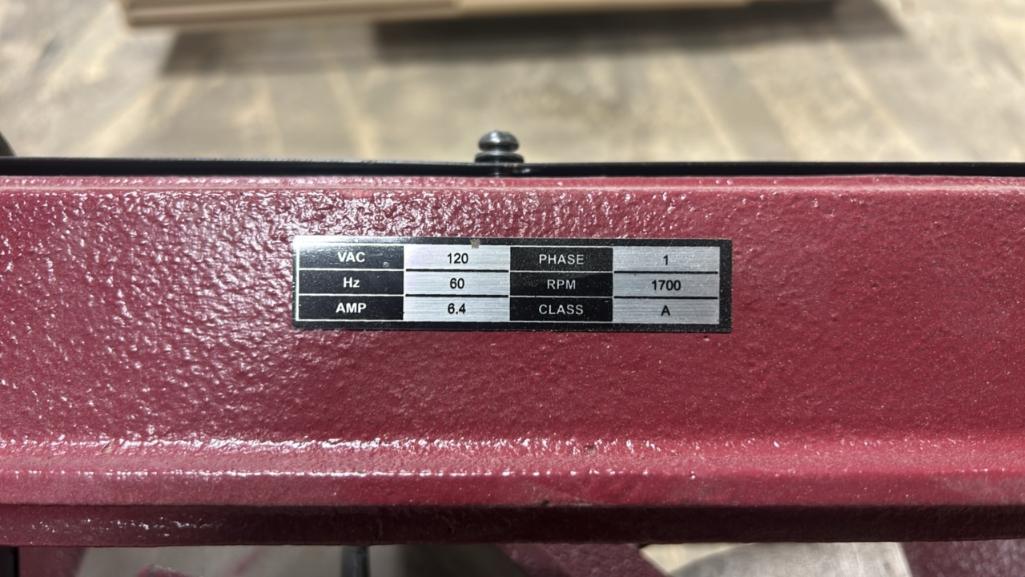 VAC 120 PHASE 1
Hz 60 RPM 1700
AMP 6.4 CLASS A